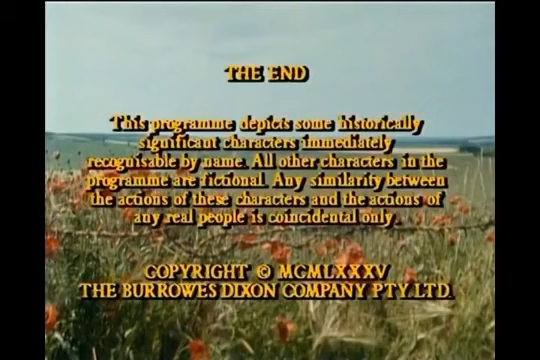 THE END
This programme depicts some historically
significant characters immediately
recognisable by name. All other characters in the
programme are fictional. Any similarity between
the actions of these characters and the actions of
any real people is coincidental only.
COPYRIGHT © MCMLXXXV
THE BURROWES DIXON COMPANY PTY. LTD.